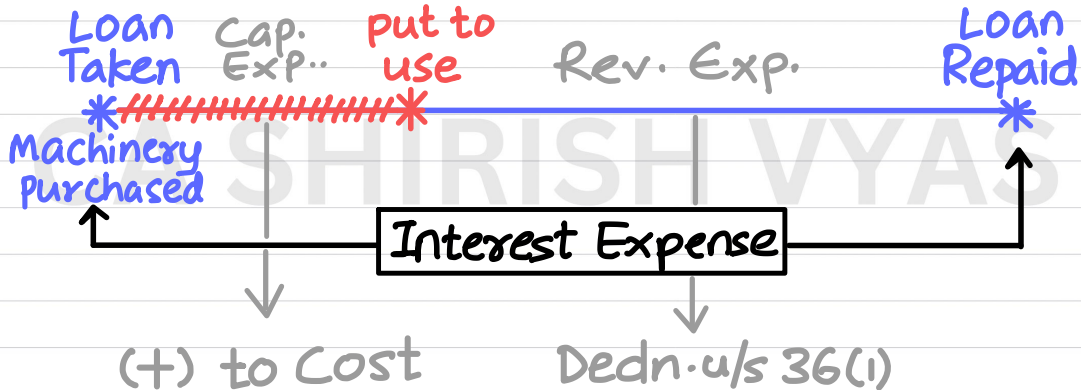 Loan
Taken
Cap.
Exp..
put to
use
Rev. Exp.
Loan
Repaid
CA SHIRISH VYAS
Machinery
purchased
Interest Expense
(+) to Cost
Dedn.u/s 36(1)